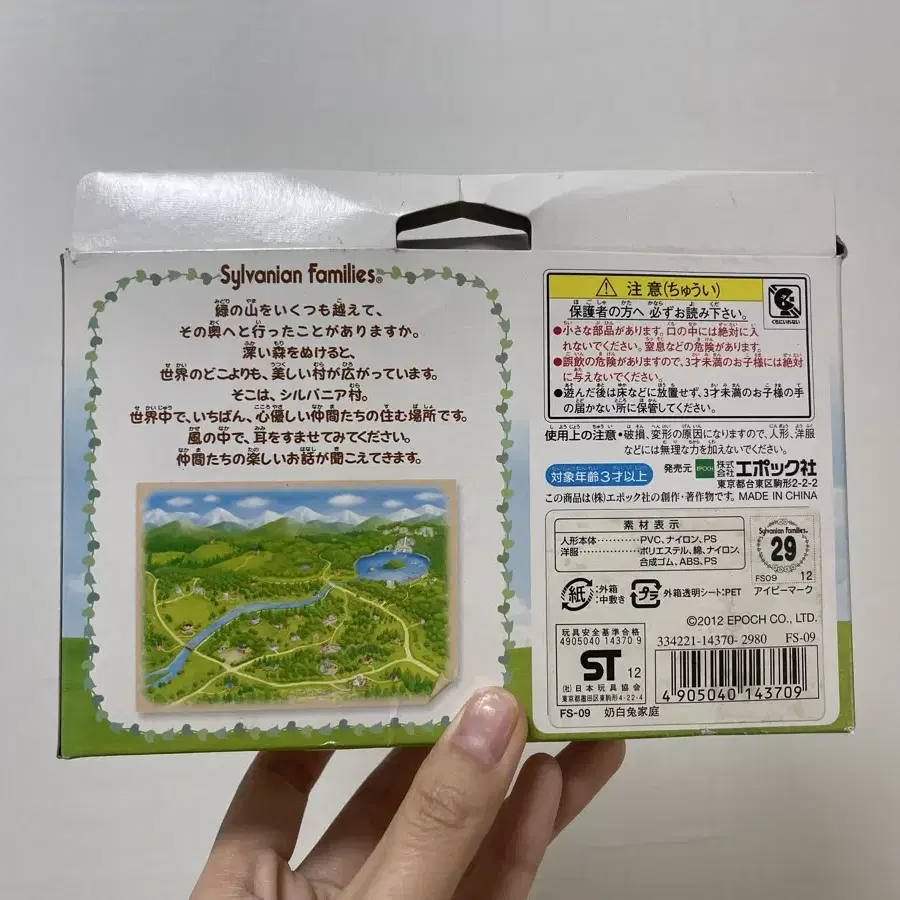 Sylvanian Families®
緑の山をいくつも越えて、
その奥へと行ったことがありますか。
深い森をぬけると、
世界のどこよりも、美しい村が広がっています。
そこは、シルバニア村。
世界中で、いちばん、心優しい仲間たちの住む場所です。
風の中で、耳をすませてみてください。
仲間たちの楽しいお話が聞こえてきます。
注意(ちゅうい)
保護者の方へ 必ずお読み下さい。
くちにいれない
●小さな部品があります。口の中には絶対に入
れないでください。窒息などの危険があります。
●誤飲の危険がありますので、3才未満のお子様には絶対
に与えないでください。
●遊んだ後は床などに放置せず、3才未満のお子様の手
の届かない所に保管してください。
使用上の注意・破損、変形の原因になりますので、人形、洋服
などには無理な力を加えないでください。
対象年齢3才以上
発売元 EPOCH 株式会社 エポック社
東京都台東区駒形2-2-2
この商品は(株)エポック社の創作・著作物です。 MADE IN CHINA
素材表示
人形本体‥‥‥‥PVC、ナイロン、PS
洋服‥‥‥‥‥‥ポリエステル、綿、ナイロン、
合成ゴム、ABS、PS
Sylvanian Families
29
FS09 12
アイピーマーク
紙 :外箱
:中敷き
プラ :外箱透明シート:PET
©2012 EPOCH CO., LTD.
玩具安全基準合格
4905040 14370 9
ST 12
(社)日本玩具協会
東京都墨田区東駒形4-22-4
334221-14370-2980 FS-09
4 905040 143709
FS-09 奶白兔家庭